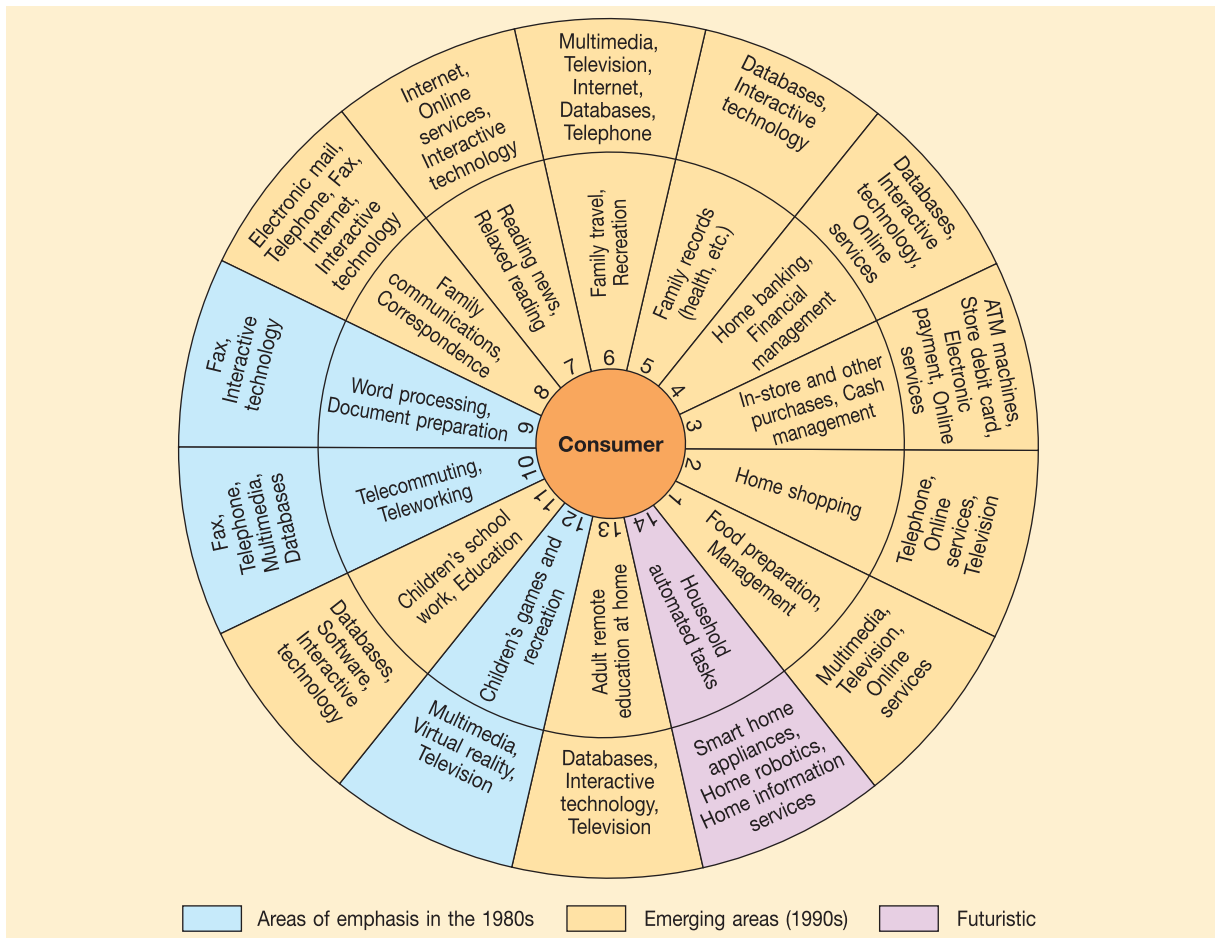 Multimedia,
Television,
Internet,
Databases,
Telephone
Databases,
Interactive
technology
Databases,
Interactive
technology,
Online
services
ATM machines,
Store debit card,
Electronic
payment, Online
services
Telephone,
Online
services,
Television
Multimedia,
Television,
Online
services
Smart home
appliances,
Home robotics,
Home information
services
Databases,
Interactive
technology,
Television
Multimedia,
Virtual reality,
Television
Databases,
Software,
Interactive
technology
Fax,
Telephone,
Multimedia,
Databases
Fax,
Interactive
technology
Electronic mail,
Telephone, Fax,
Internet,
Interactive
technology
Internet,
Online
services,
Interactive
technology
Family travel,
Recreation
6
Family records
(health, etc.)
5
Home banking,
Financial
management
4
In-store and other
purchases, Cash
management
3
Home shopping
2
Food preparation,
Management
1
Household
automated tasks
14
Adult remote
education at home
13
Children's games and
recreation
12
Children's school
work, Education
11
Telecommuting,
Teleworking
10
Word processing,
Document preparation
9
Family
communications,
Correspondence
8
Reading news,
Relaxed reading
7
Consumer
Areas of emphasis in the 1980s
Emerging areas (1990s)
Futuristic